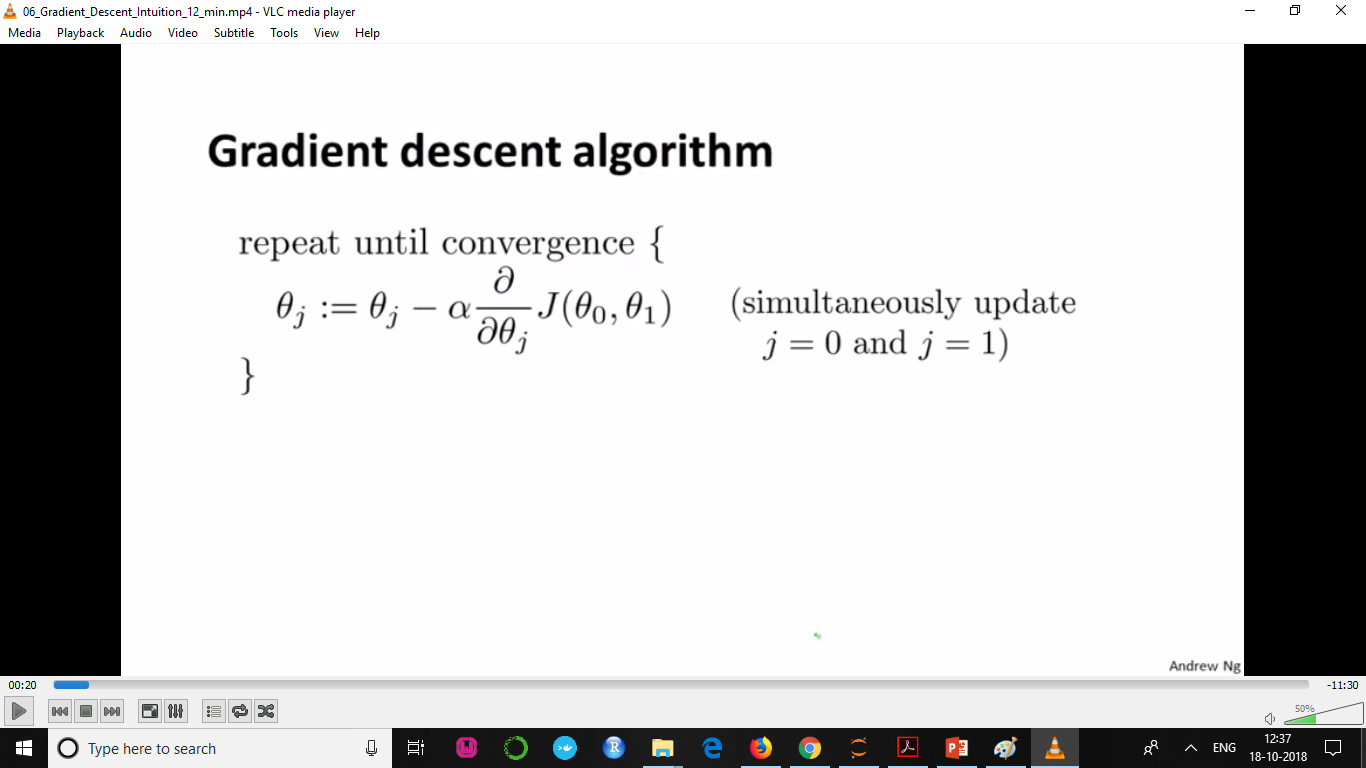 06_Gradient_Descent_Intuition_12_min.mp4 - VLC media player
Media Playback Audio Video Subtitle Tools View Help
Gradient descent algorithm
repeat until convergence {
θj := θj − α ∂/∂θj J(θ0, θ1) (simultaneously update
j = 0 and j = 1)
}
Andrew Ng
00:20 -11:30
50%
Type here to search
ENG
12:37
18-10-2018